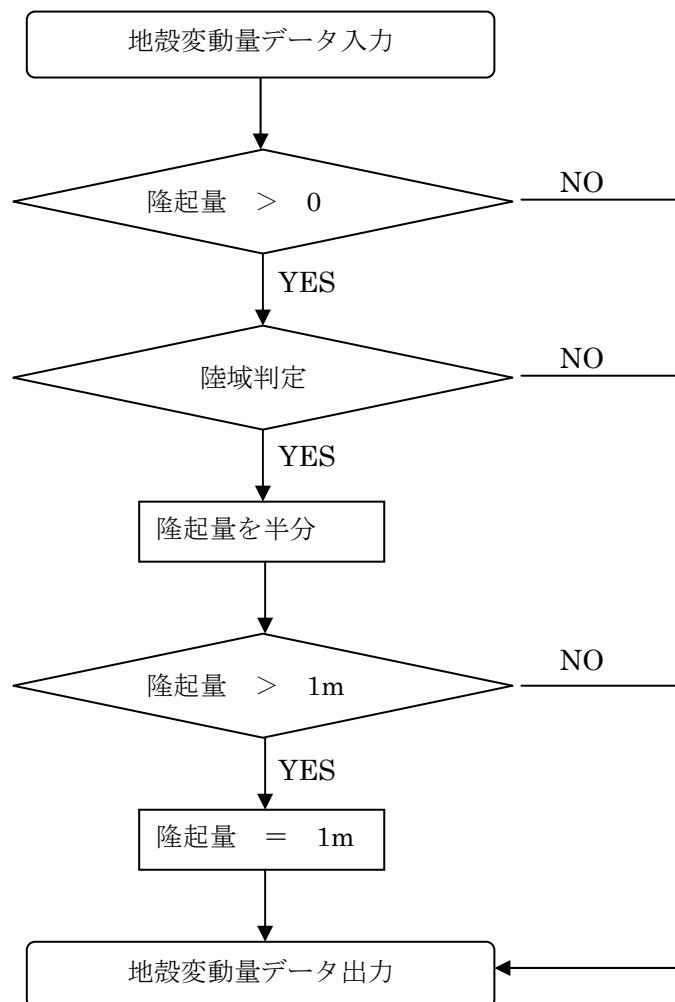 地殻変動量データ入力
隆起量 > 0
NO
YES
陸域判定
NO
YES
隆起量を半分
隆起量 > 1m
NO
YES
隆起量 = 1m
地殻変動量データ出力